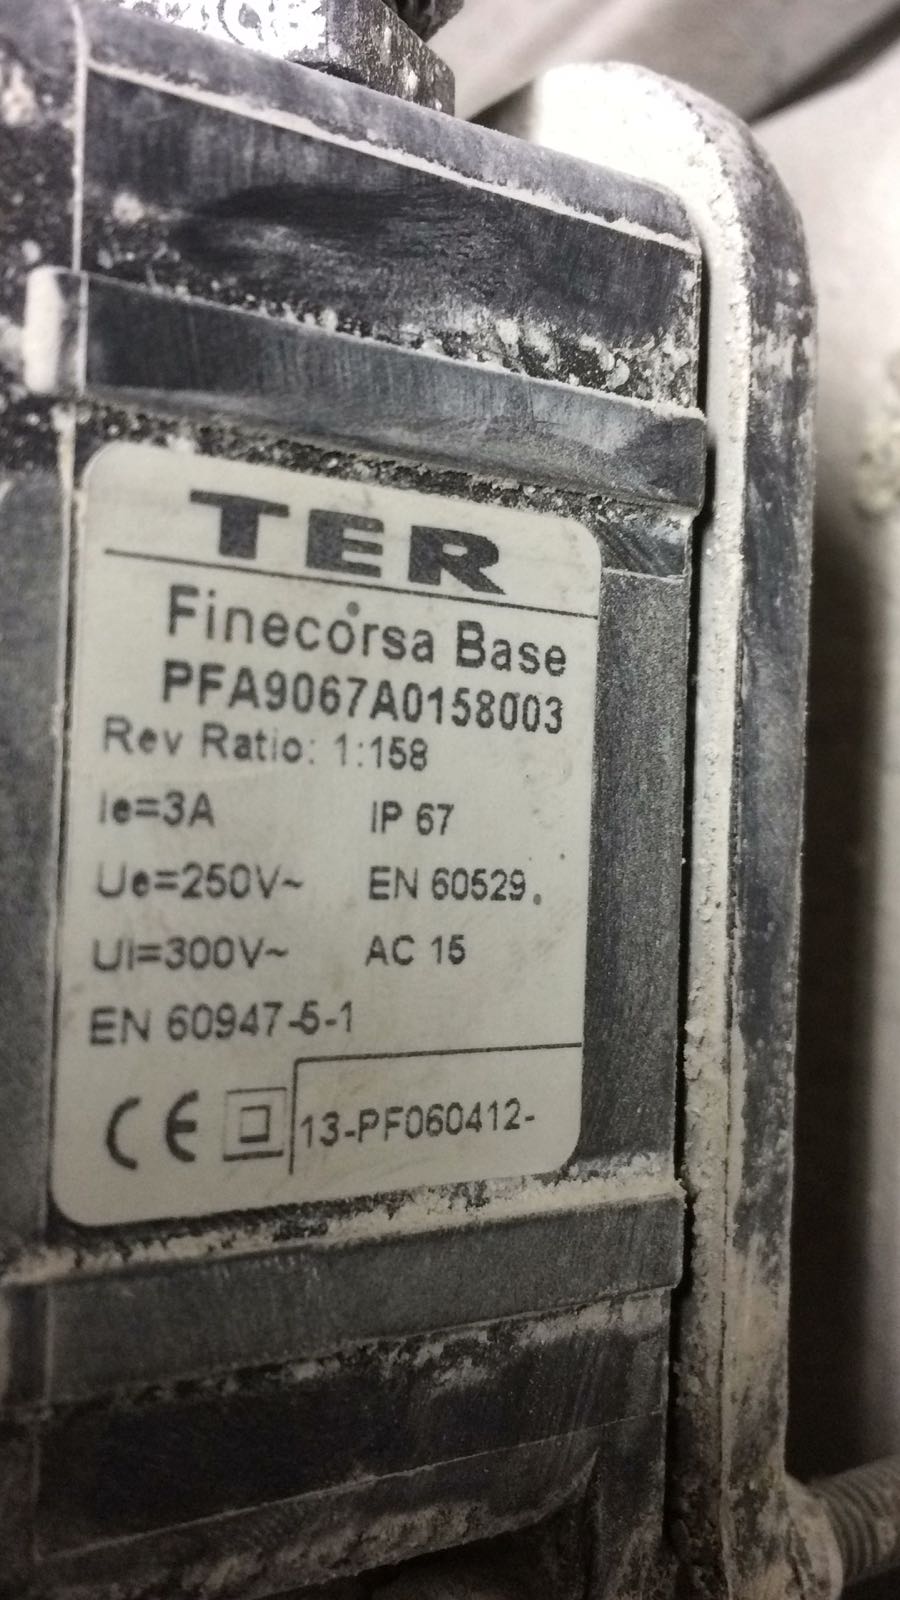 TER
Finecorsa Base
PFA9067A0158003
Rev Ratio: 1:158
Ie=3A IP 67
Ue=250V~ EN 60529
UI=300V~ AC 15
EN 60947-5-1
CE 13-PF060412-